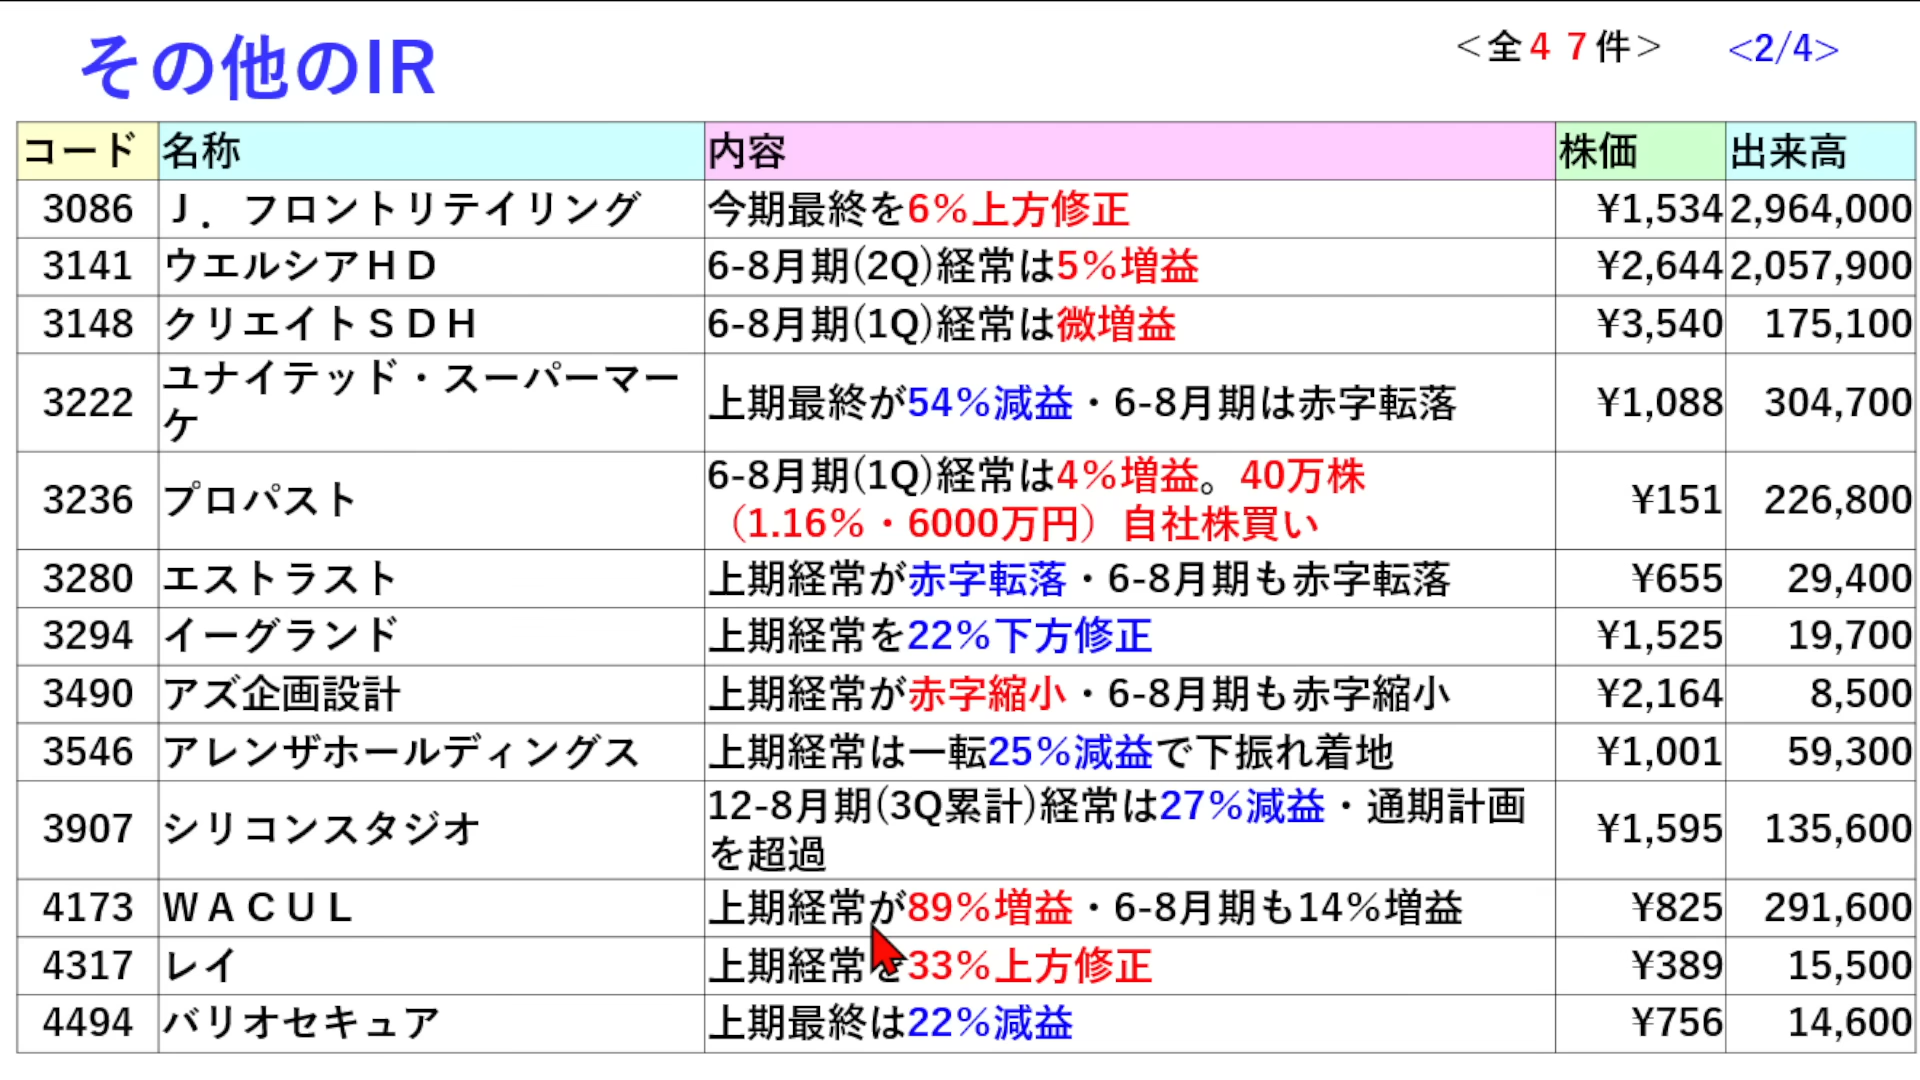 その他のIR
＜全４７件＞ <2/4>
コード 名称 内容 株価 出来高
3086 Ｊ．フロントリテイリング 今期最終を6%上方修正 ¥1,534 2,964,000
3141 ウエルシアＨＤ 6-8月期(2Q)経常は5%増益 ¥2,644 2,057,900
3148 クリエイトＳＤＨ 6-8月期(1Q)経常は微増益 ¥3,540 175,100
3222 ユナイテッド・スーパーマー
ケ 上期最終が54%減益・6-8月期は赤字転落 ¥1,088 304,700
3236 プロパスト 6-8月期(1Q)経常は4%増益。40万株
（1.16%・6000万円）自社株買い ¥151 226,800
3280 エストラスト 上期経常が赤字転落・6-8月期も赤字転落 ¥655 29,400
3294 イーグランド 上期経常を22%下方修正 ¥1,525 19,700
3490 アズ企画設計 上期経常が赤字縮小・6-8月期も赤字縮小 ¥2,164 8,500
3546 アレンザホールディングス 上期経常は一転25%減益で下振れ着地 ¥1,001 59,300
3907 シリコンスタジオ 12-8月期(3Q累計)経常は27%減益・通期計画
を超過 ¥1,595 135,600
4173 ＷＡＣＵＬ 上期経常が89%増益・6-8月期も14%増益 ¥825 291,600
4317 レイ 上期経常を33%上方修正 ¥389 15,500
4494 バリオセキュア 上期最終は22%減益 ¥756 14,600